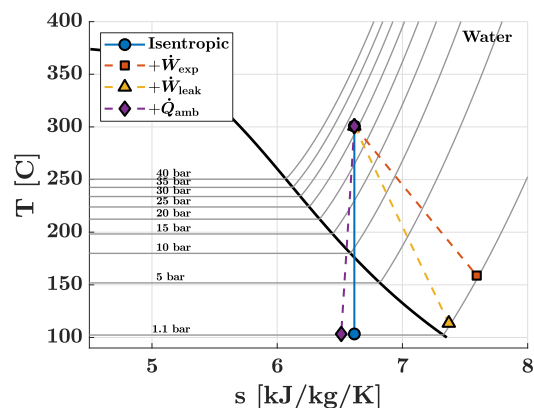 400
350
300
250
200
150
100
T [C]
Isentropic
+Ẇexp
+Ẇleak
+Q̇amb
Water
40 bar
35 bar
30 bar
25 bar
20 bar
15 bar
10 bar
5 bar
1.1 bar
5 6 7 8
s [kJ/kg/K]